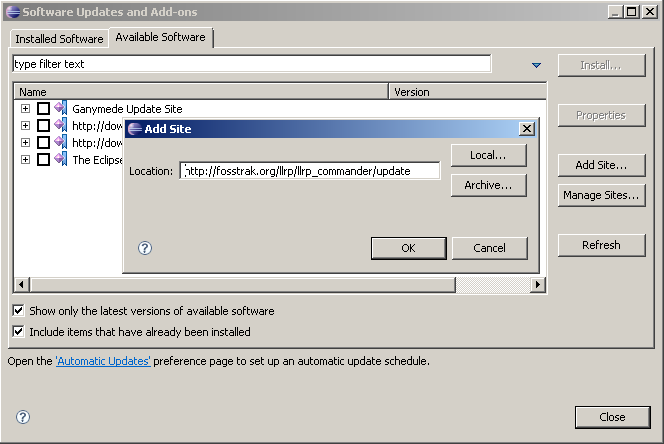 Software Updates and Add-ons
Installed Software
Available Software
type filter text
Install...
Name
Version
Ganymede Update Site
http://dow
http://dow
The Eclipse
Properties
Add Site...
Manage Sites...
Refresh
Add Site
Location:
http://fosstrak.org/llrp/llrp_commander/update
Local...
Archive...
?
OK
Cancel
Show only the latest versions of available software
Include items that have already been installed
Open the 'Automatic Updates' preference page to set up an automatic update schedule.
?
Close